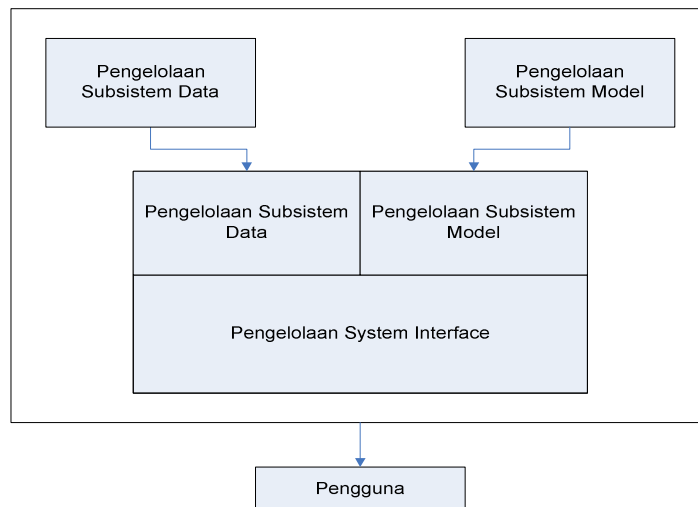 Pengelolaan
Subsistem Data
Pengelolaan
Subsistem Model
Pengelolaan Subsistem
Data
Pengelolaan Subsistem
Model
Pengelolaan System Interface
Pengguna